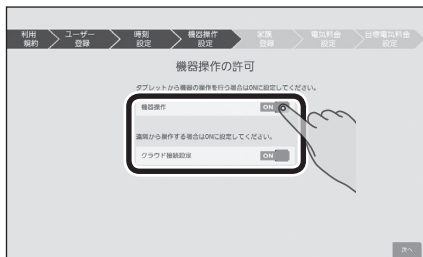 利用
規約
ユーザー
登録
時刻
設定
機器操作
設定
家族
登録
電気料金
設定
目標電気料金
設定
機器操作の許可
タブレットから機器の操作を行う場合はONに設定してください。
機器操作
ON
遠隔から操作する場合はONに設定してください。
クラウド接続設定
ON
次へ